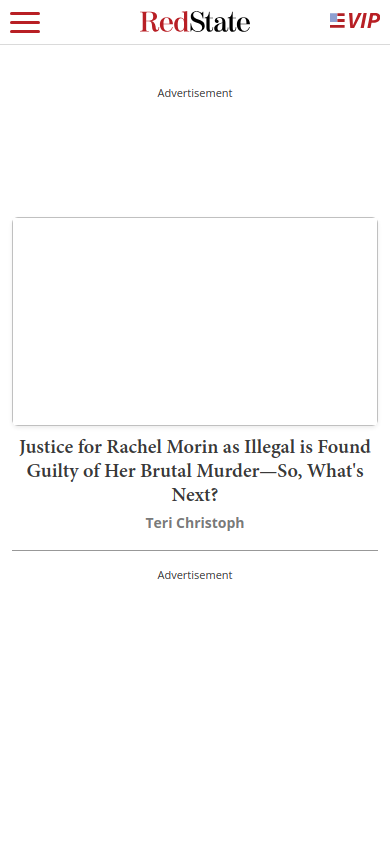 RedState
VIP
Advertisement
Justice for Rachel Morin as Illegal is Found
Guilty of Her Brutal Murder—So, What's
Next?
Teri Christoph
Advertisement